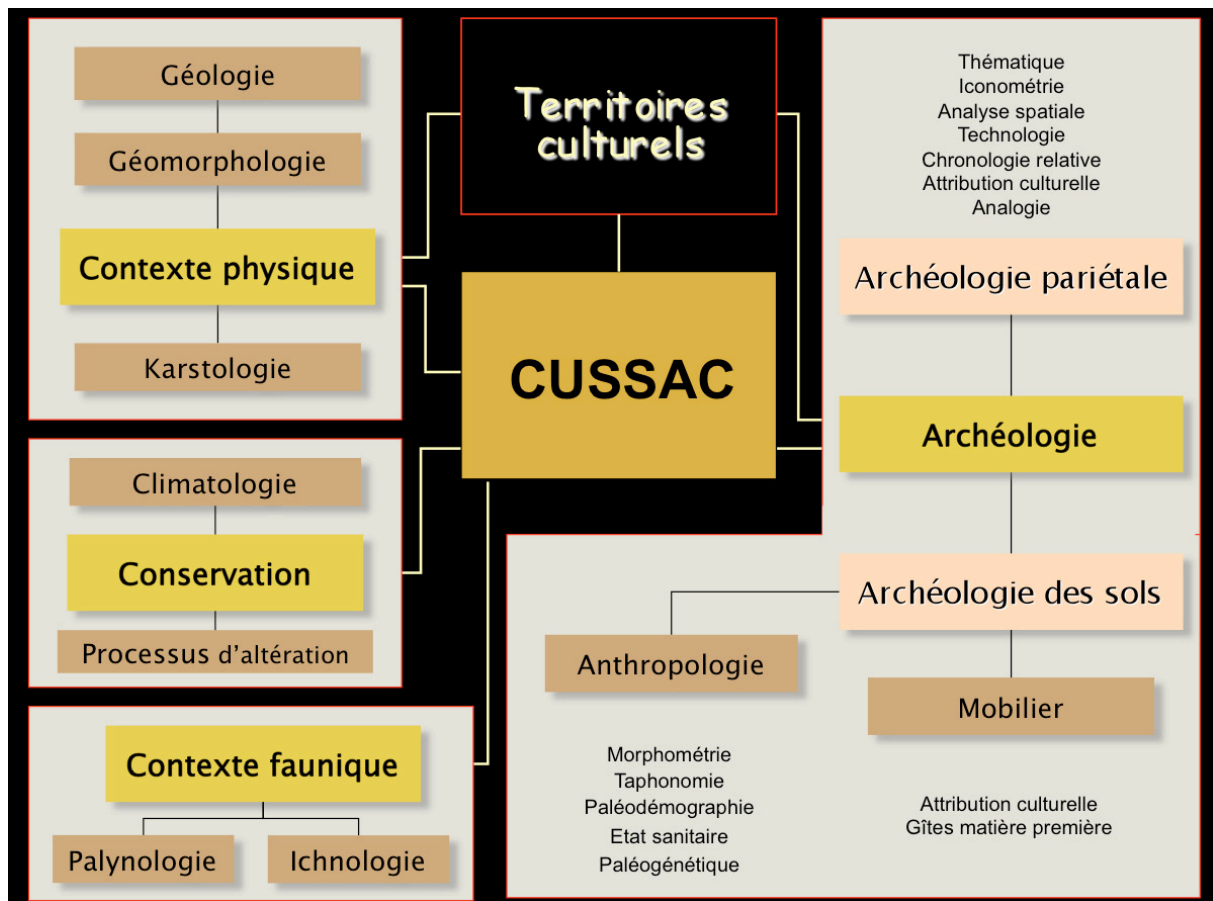 Géologie
Géomorphologie
Contexte physique
Karstologie
Climatologie
Conservation
Processus d'altération
Contexte faunique
Palynologie
Ichnologie
Territoires
culturels
CUSSAC
Thématique
Iconométrie
Analyse spatiale
Technologie
Chronologie relative
Attribution culturelle
Analogie
Archéologie pariétale
Archéologie
Archéologie des sols
Anthropologie
Morphométrie
Taphonomie
Paléodémographie
Etat sanitaire
Paléogénétique
Mobilier
Attribution culturelle
Gîtes matière première